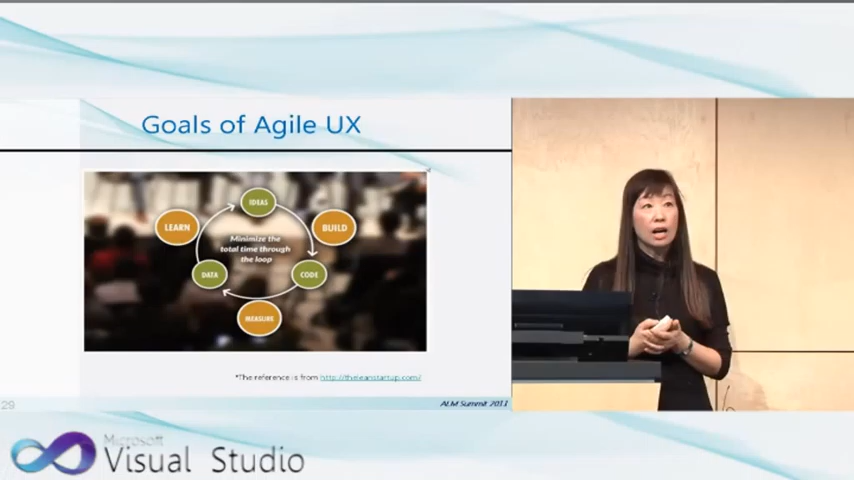 Goals of Agile UX
IDEAS
LEARN
BUILD
Minimize the
total time through
the loop
DATA
CODE
MEASURE
*The reference is from http://theleanstartup.com/
29
ALM Summit 2011
Microsoft
Visual Studio